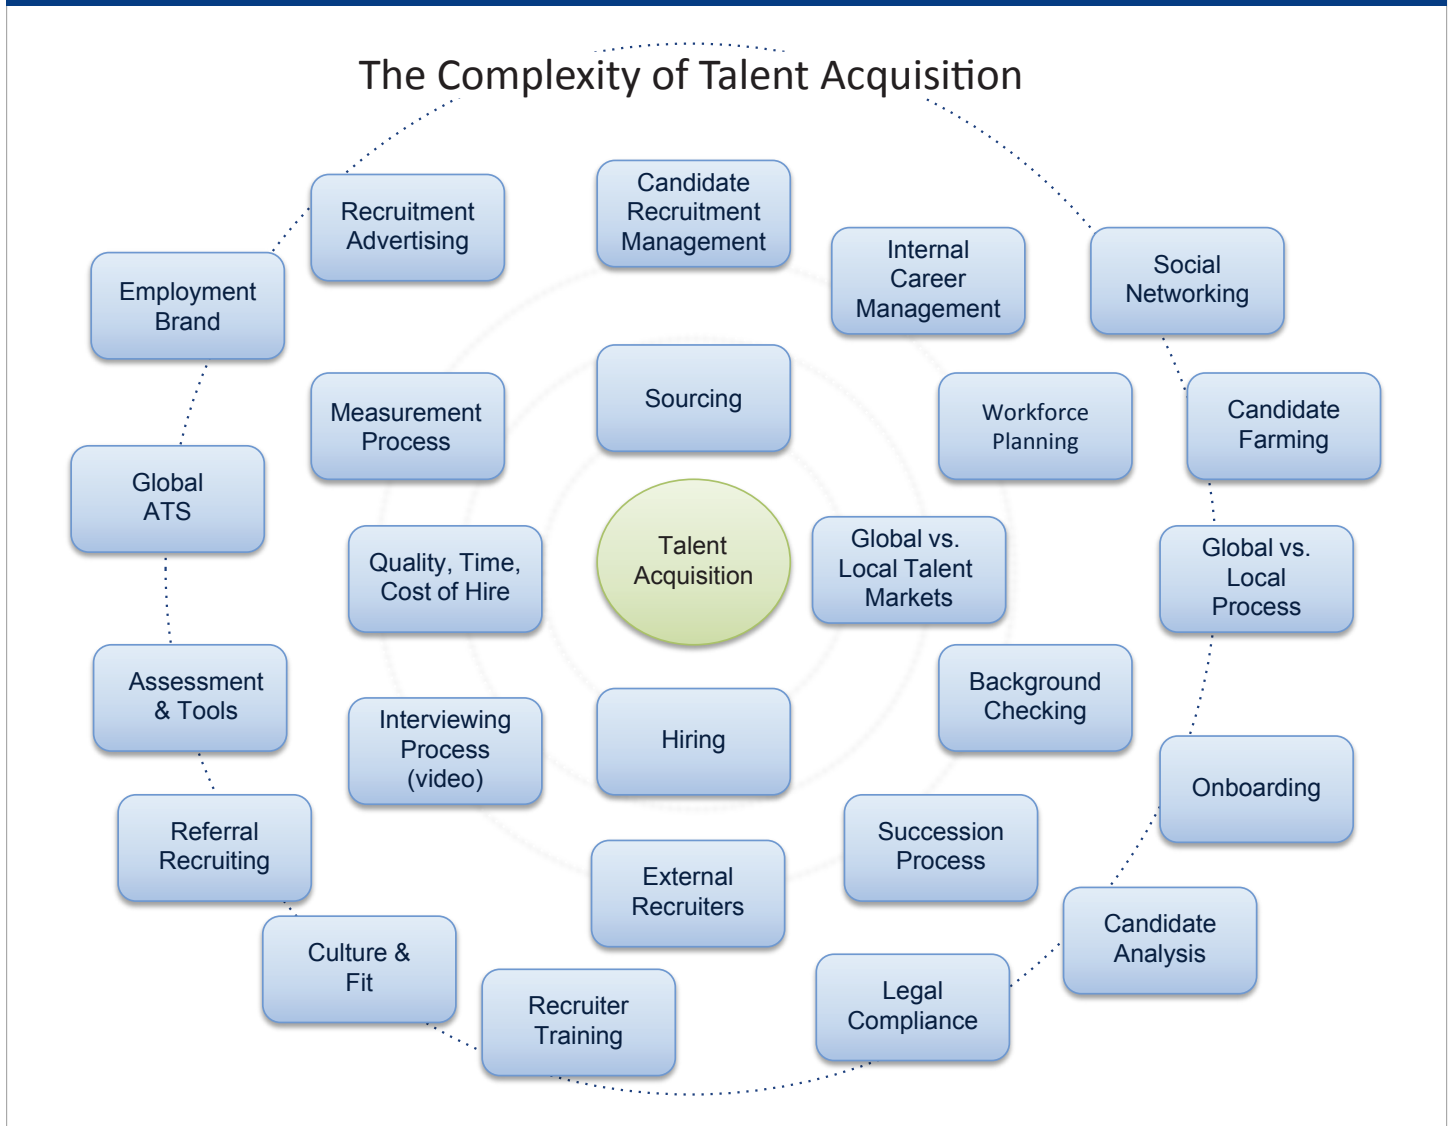 The Complexity of Talent Acquisition
Recruitment
Advertising
Candidate
Recruitment
Management
Internal
Career
Management
Social
Networking
Employment
Brand
Measurement
Process
Sourcing
Workforce
Planning
Candidate
Farming
Global
ATS
Quality, Time,
Cost of Hire
Talent
Acquisition
Global vs.
Local Talent
Markets
Global vs.
Local
Process
Assessment
& Tools
Interviewing
Process
(video)
Hiring
Background
Checking
Onboarding
Referral
Recruiting
External
Recruiters
Succession
Process
Candidate
Analysis
Culture &
Fit
Recruiter
Training
Legal
Compliance